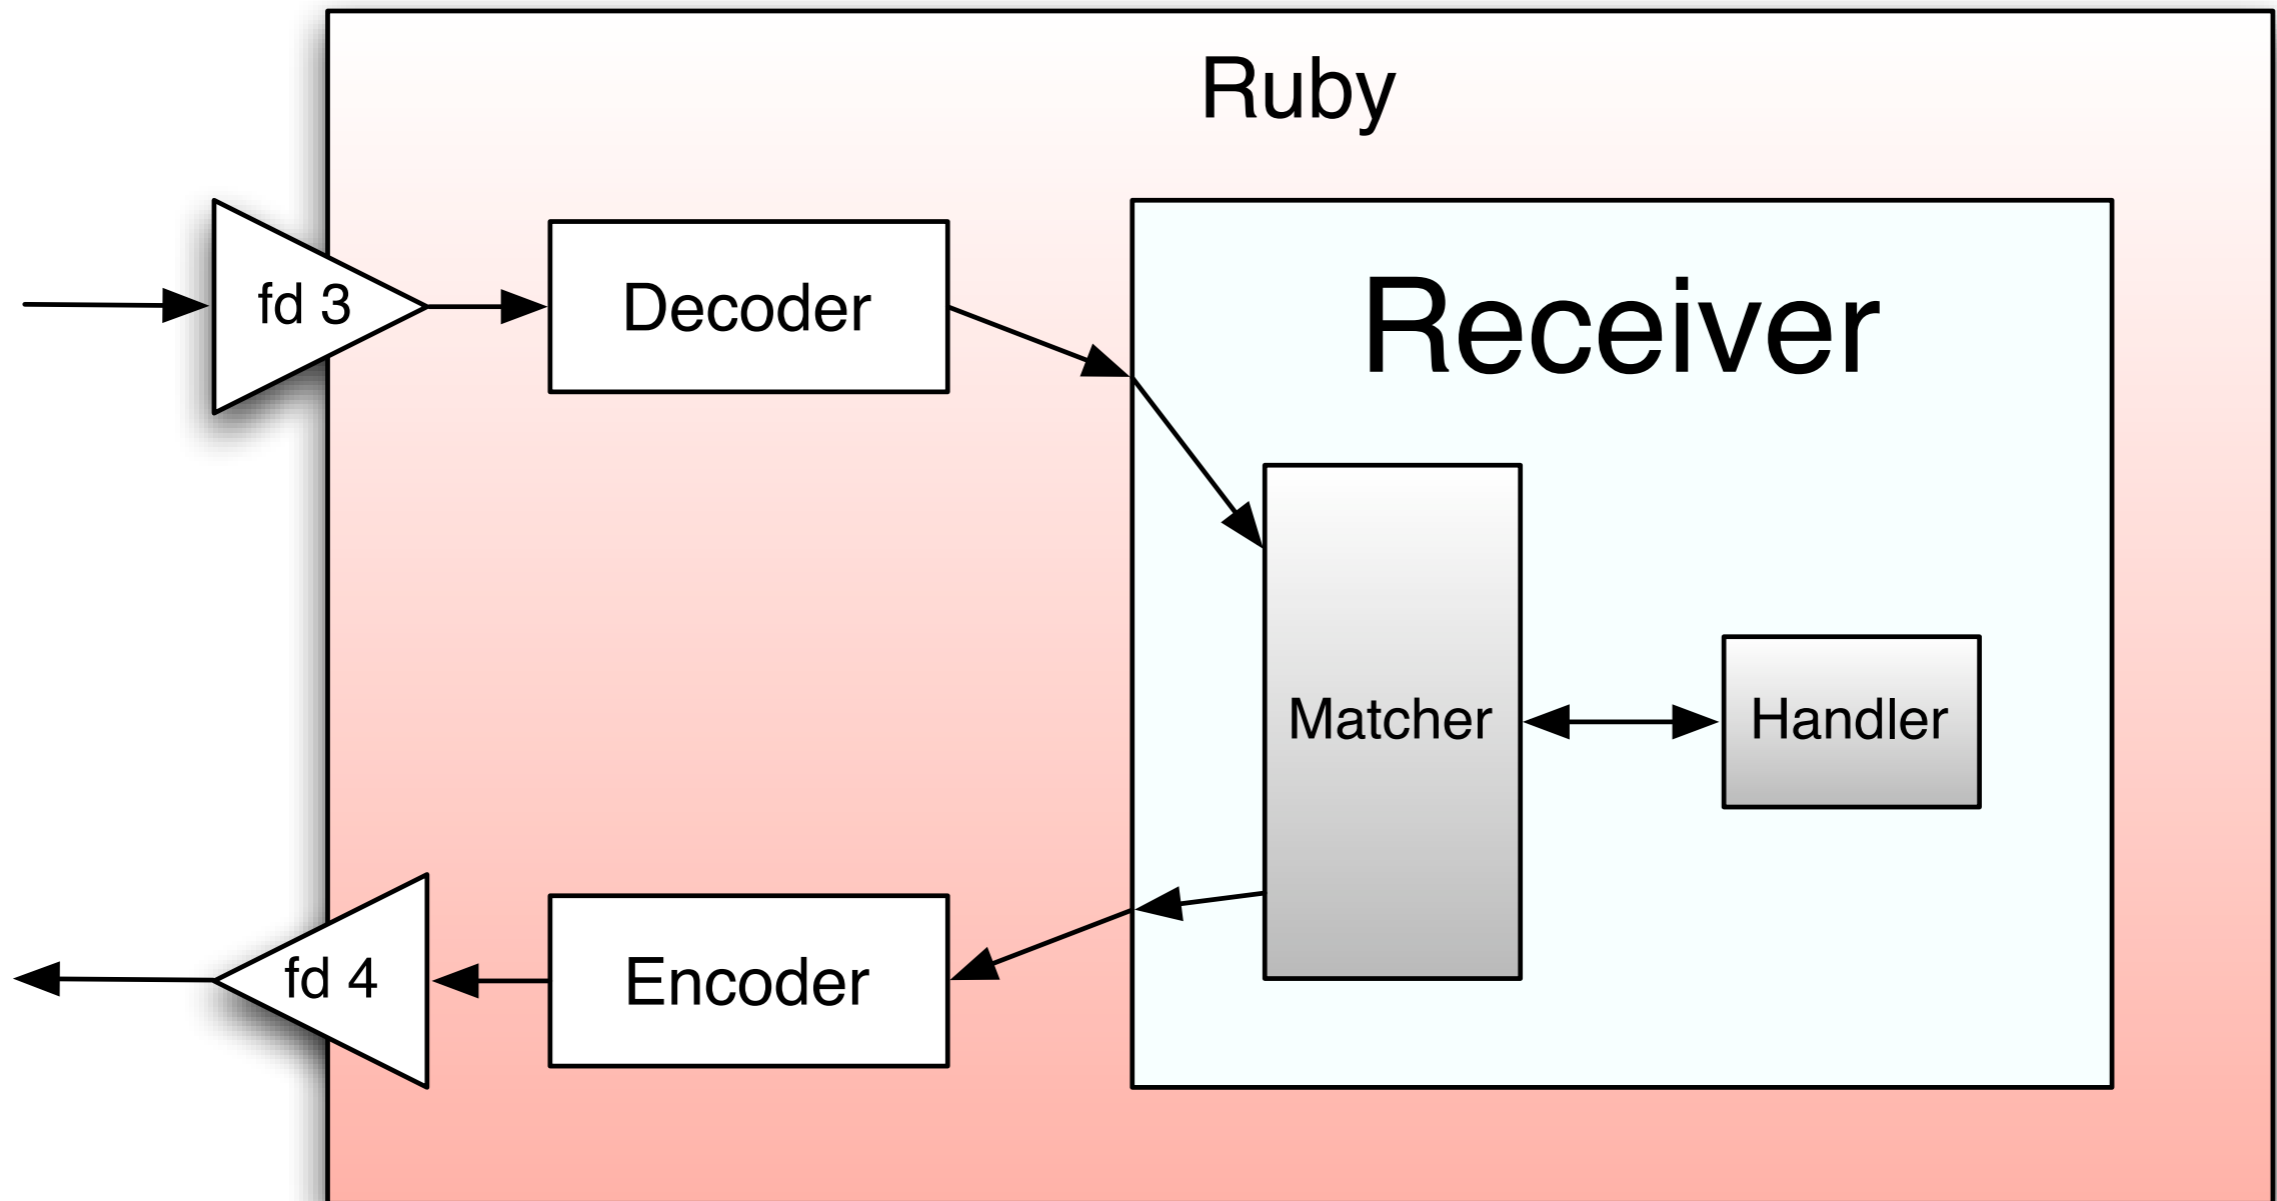 Ruby
fd 3
Decoder
Receiver
Matcher
Handler
fd 4
Encoder